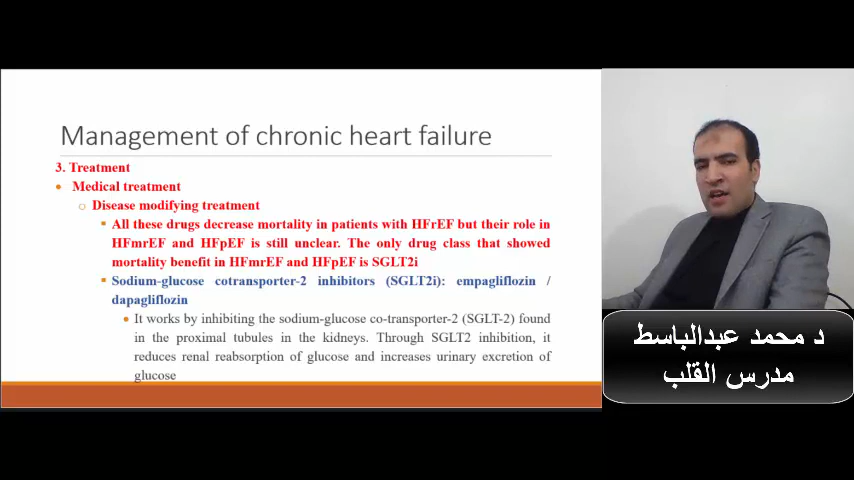 Management of chronic heart failure
3. Treatment
• Medical treatment
○ Disease modifying treatment
▪ All these drugs decrease mortality in patients with HFrEF but their role in
HFmrEF and HFpEF is still unclear. The only drug class that showed
mortality benefit in HFmrEF and HFpEF is SGLT2i
▪ Sodium-glucose cotransporter-2 inhibitors (SGLT2i): empagliflozin /
dapagliflozin
• It works by inhibiting the sodium-glucose co-transporter-2 (SGLT-2) found
in the proximal tubules in the kidneys. Through SGLT2 inhibition, it
reduces renal reabsorption of glucose and increases urinary excretion of
glucose
د محمد عبدالباسط
مدرس القلب